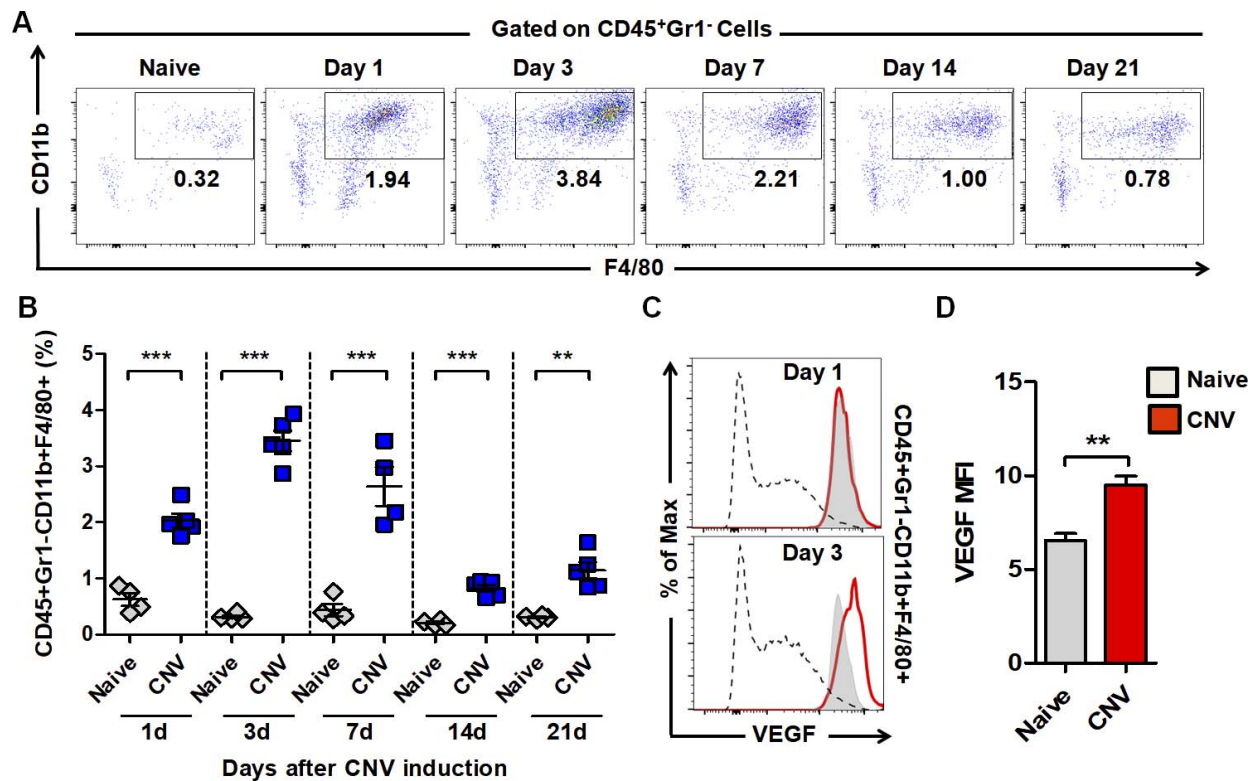 A
Gated on CD45+Gr1- Cells
Naive Day 1 Day 3 Day 7 Day 14 Day 21
CD11b
0.32 1.94 3.84 2.21 1.00 0.78
F4/80
B
CD45+Gr1-CD11b+F4/80+ (%)
5
4
3
2
1
0
*** *** *** *** **
Naive CNV Naive CNV Naive CNV Naive CNV Naive CNV
1d 3d 7d 14d 21d
Days after CNV induction
C
Day 1
Day 3
% of Max
VEGF
CD45+Gr1-CD11b+F4/80+
D
Naive
CNV
VEGF MFI
15
10
5
0
**
Naive CNV